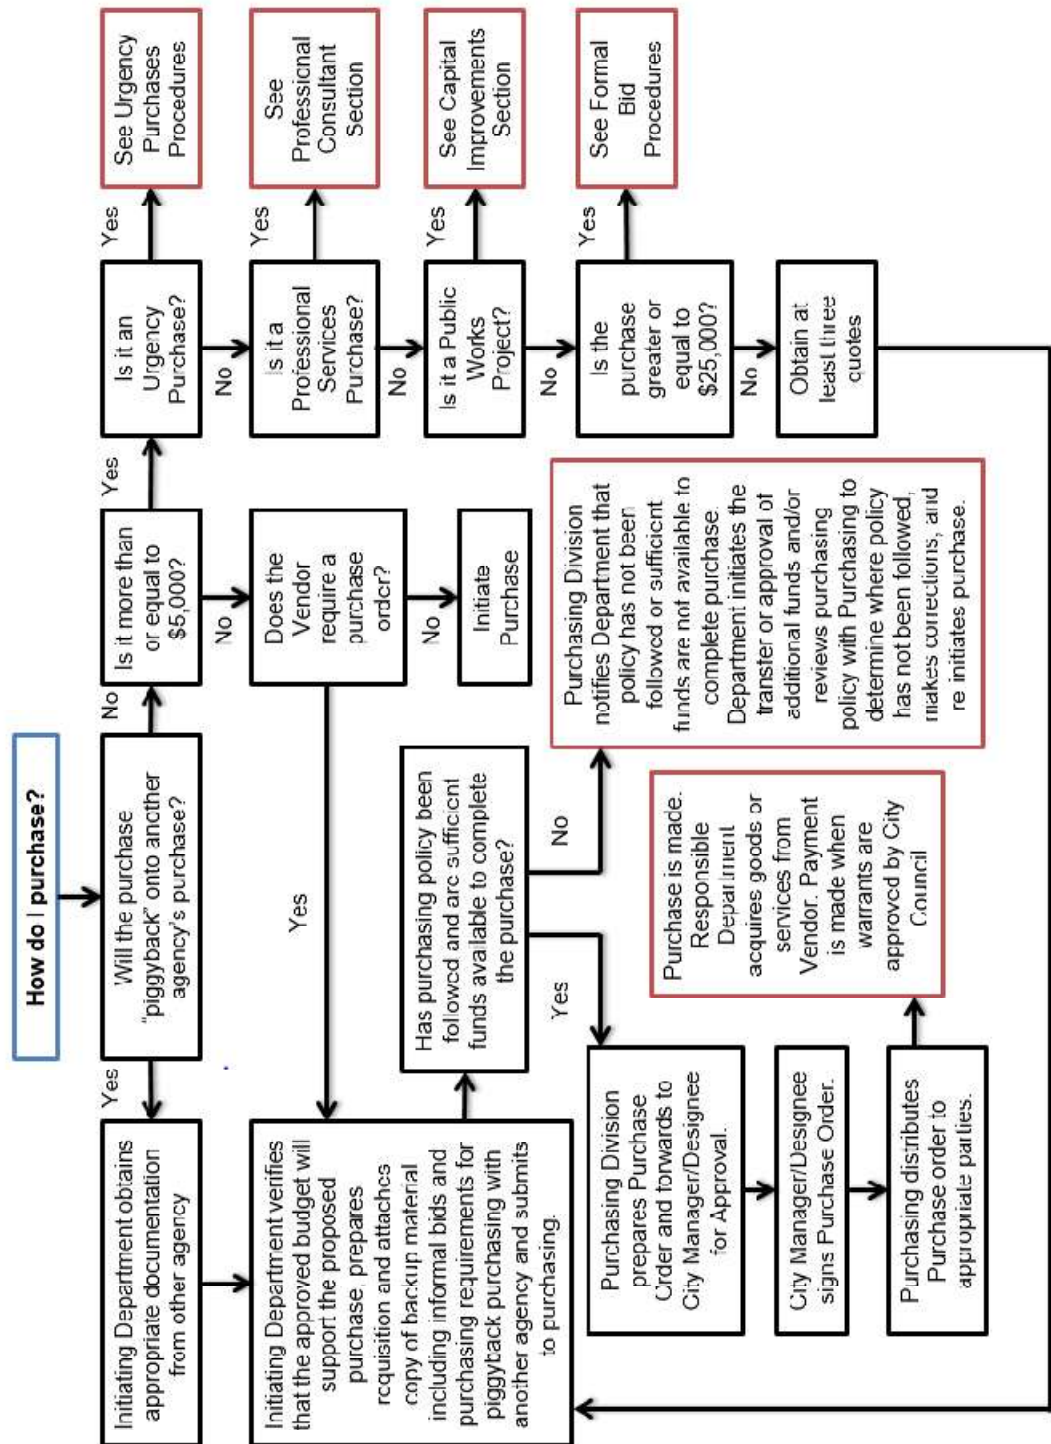 How do I purchase?
Will the purchase
“piggyback” onto another
agency’s purchase?
Yes
No
Initiating Department obtains
appropriate documentation
from other agency
Is it more than
or equal to
$5,000?
Yes
No
Is it an
Urgency
Purchase?
Yes
No
See Urgency
Purchases
Procedures
Initiating Department verifies
that the approved budget will
support the proposed
purchase, prepares
requisition and attaches
copy of backup material
including informal bids and
purchasing requirements for
piggyback purchasing with
another agency and submits
to purchasing.
Yes
Does the
Vendor
require a
purchase
order?
No
Is it a
Professional
Services
Purchase?
Yes
No
See
Professional
Consultant
Section
Has purchasing policy been
followed and are sufficient
funds available to complete
the purchase?
Yes
No
Initiate
Purchase
Is it a Public
Works
Project?
Yes
No
See Capital
Improvements
Section
Purchasing Division
notifies Department that
policy has not been
followed or sufficient
funds are not available to
complete purchase.
Department initiates the
transfer or approval of
additional funds and/or
reviews purchasing
policy with Purchasing to
determine where policy
has not been followed,
makes corrections, and
re initiates purchase.
Is the
purchase
greater or
equal to
$25,000?
Yes
No
See Formal
Bid
Procedures
Purchasing Division
prepares Purchase
Order and forwards to
City Manager/Designee
for Approval.
Purchase is made.
Responsible
Department
acquires goods or
services from
Vendor. Payment
is made when
warrants are
approved by City
Council
Obtain at
least three
quotes
City Manager/Designee
signs Purchase Order.
Purchasing distributes
Purchase order to
appropriate parties.